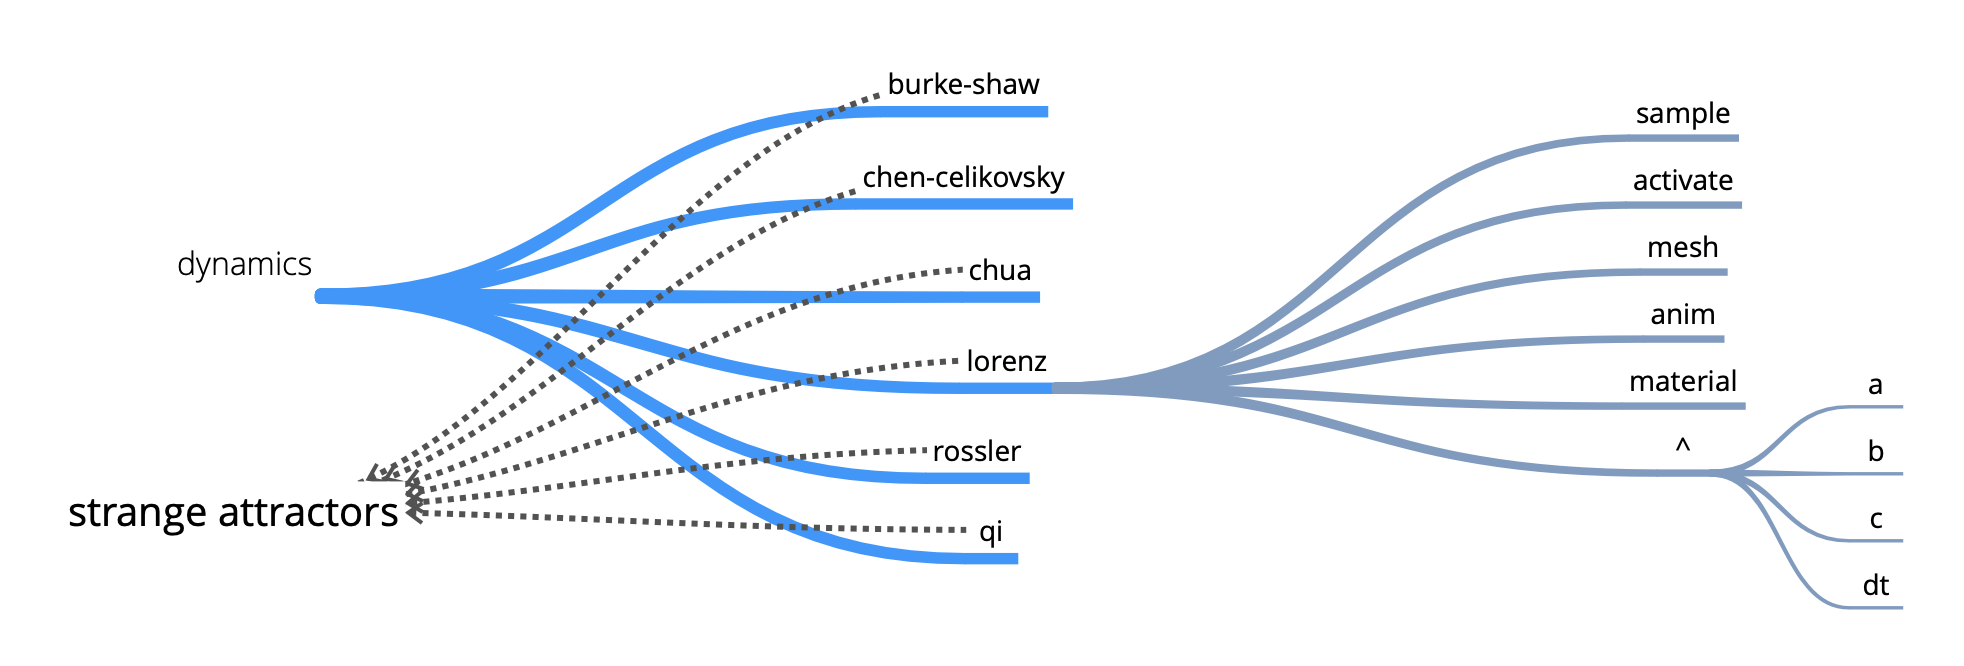 dynamics
strange attractors
burke-shaw
chen-celikovsky
chua
lorenz
rossler
qi
sample
activate
mesh
anim
material
^
a
b
c
dt